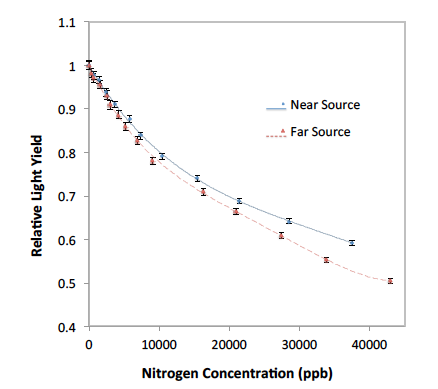 1.1
1
0.9
0.8
0.7
0.6
0.5
0.4
Relative Light Yield
Near Source
Far Source
0 10000 20000 30000 40000
Nitrogen Concentration (ppb)